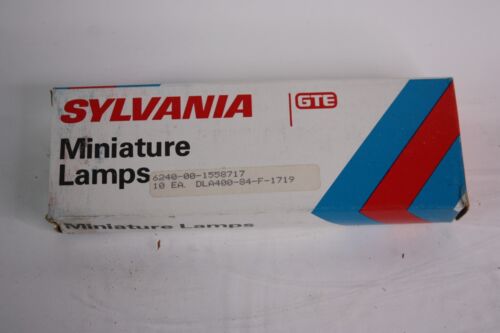 SYLVANIA
GTE
Miniature
Lamps
6240-00-1558717
10 EA. DLA400-84-F-1719
Miniature Lamps